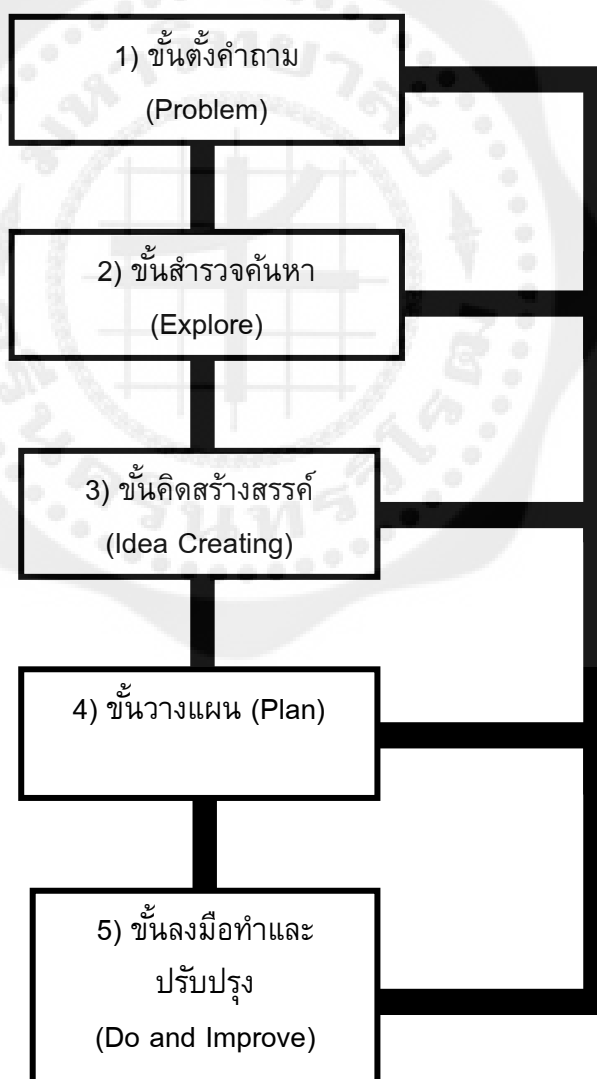 1) ขั้นตั้งคำถาม
(Problem)
2) ขั้นสำรวจค้นหา
(Explore)
3) ขั้นคิดสร้างสรรค์
(Idea Creating)
4) ขั้นวางแผน (Plan)
5) ขั้นลงมือทำและ
ปรับปรุง
(Do and Improve)